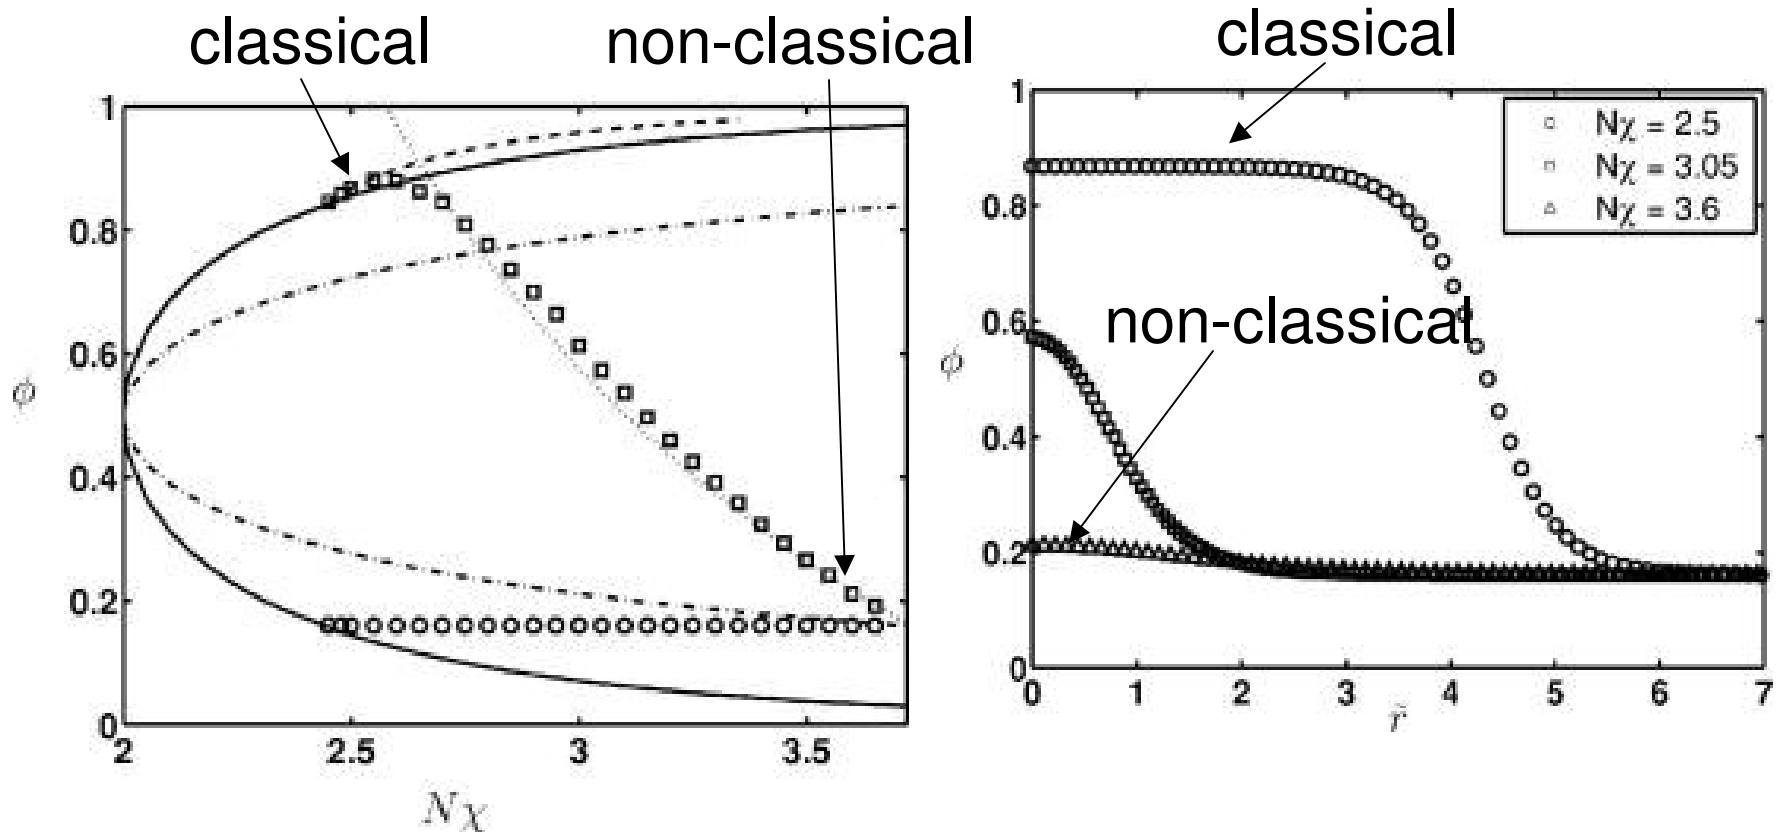 classical
non-classical
1
0.8
0.6
0.4
0.2
0
ϕ
2
2.5
3
3.5
Nχ
classical
non-classical
1
0.8
0.6
0.4
0.2
0
ϕ
0
1
2
3
4
5
6
7
r̃
Nχ = 2.5
Nχ = 3.05
Nχ = 3.6